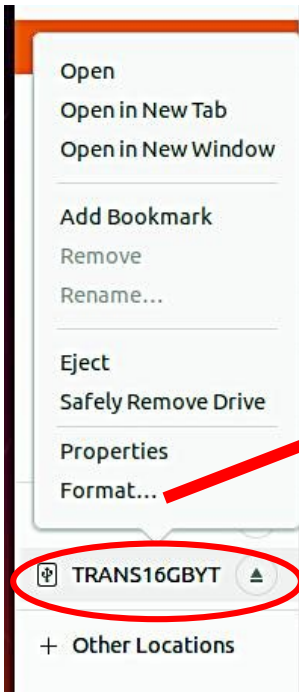 Open
Open in New Tab
Open in New Window
Add Bookmark
Remove
Rename...
Eject
Safely Remove Drive
Properties
Format...
TRANS16GBYT
+ Other Locations